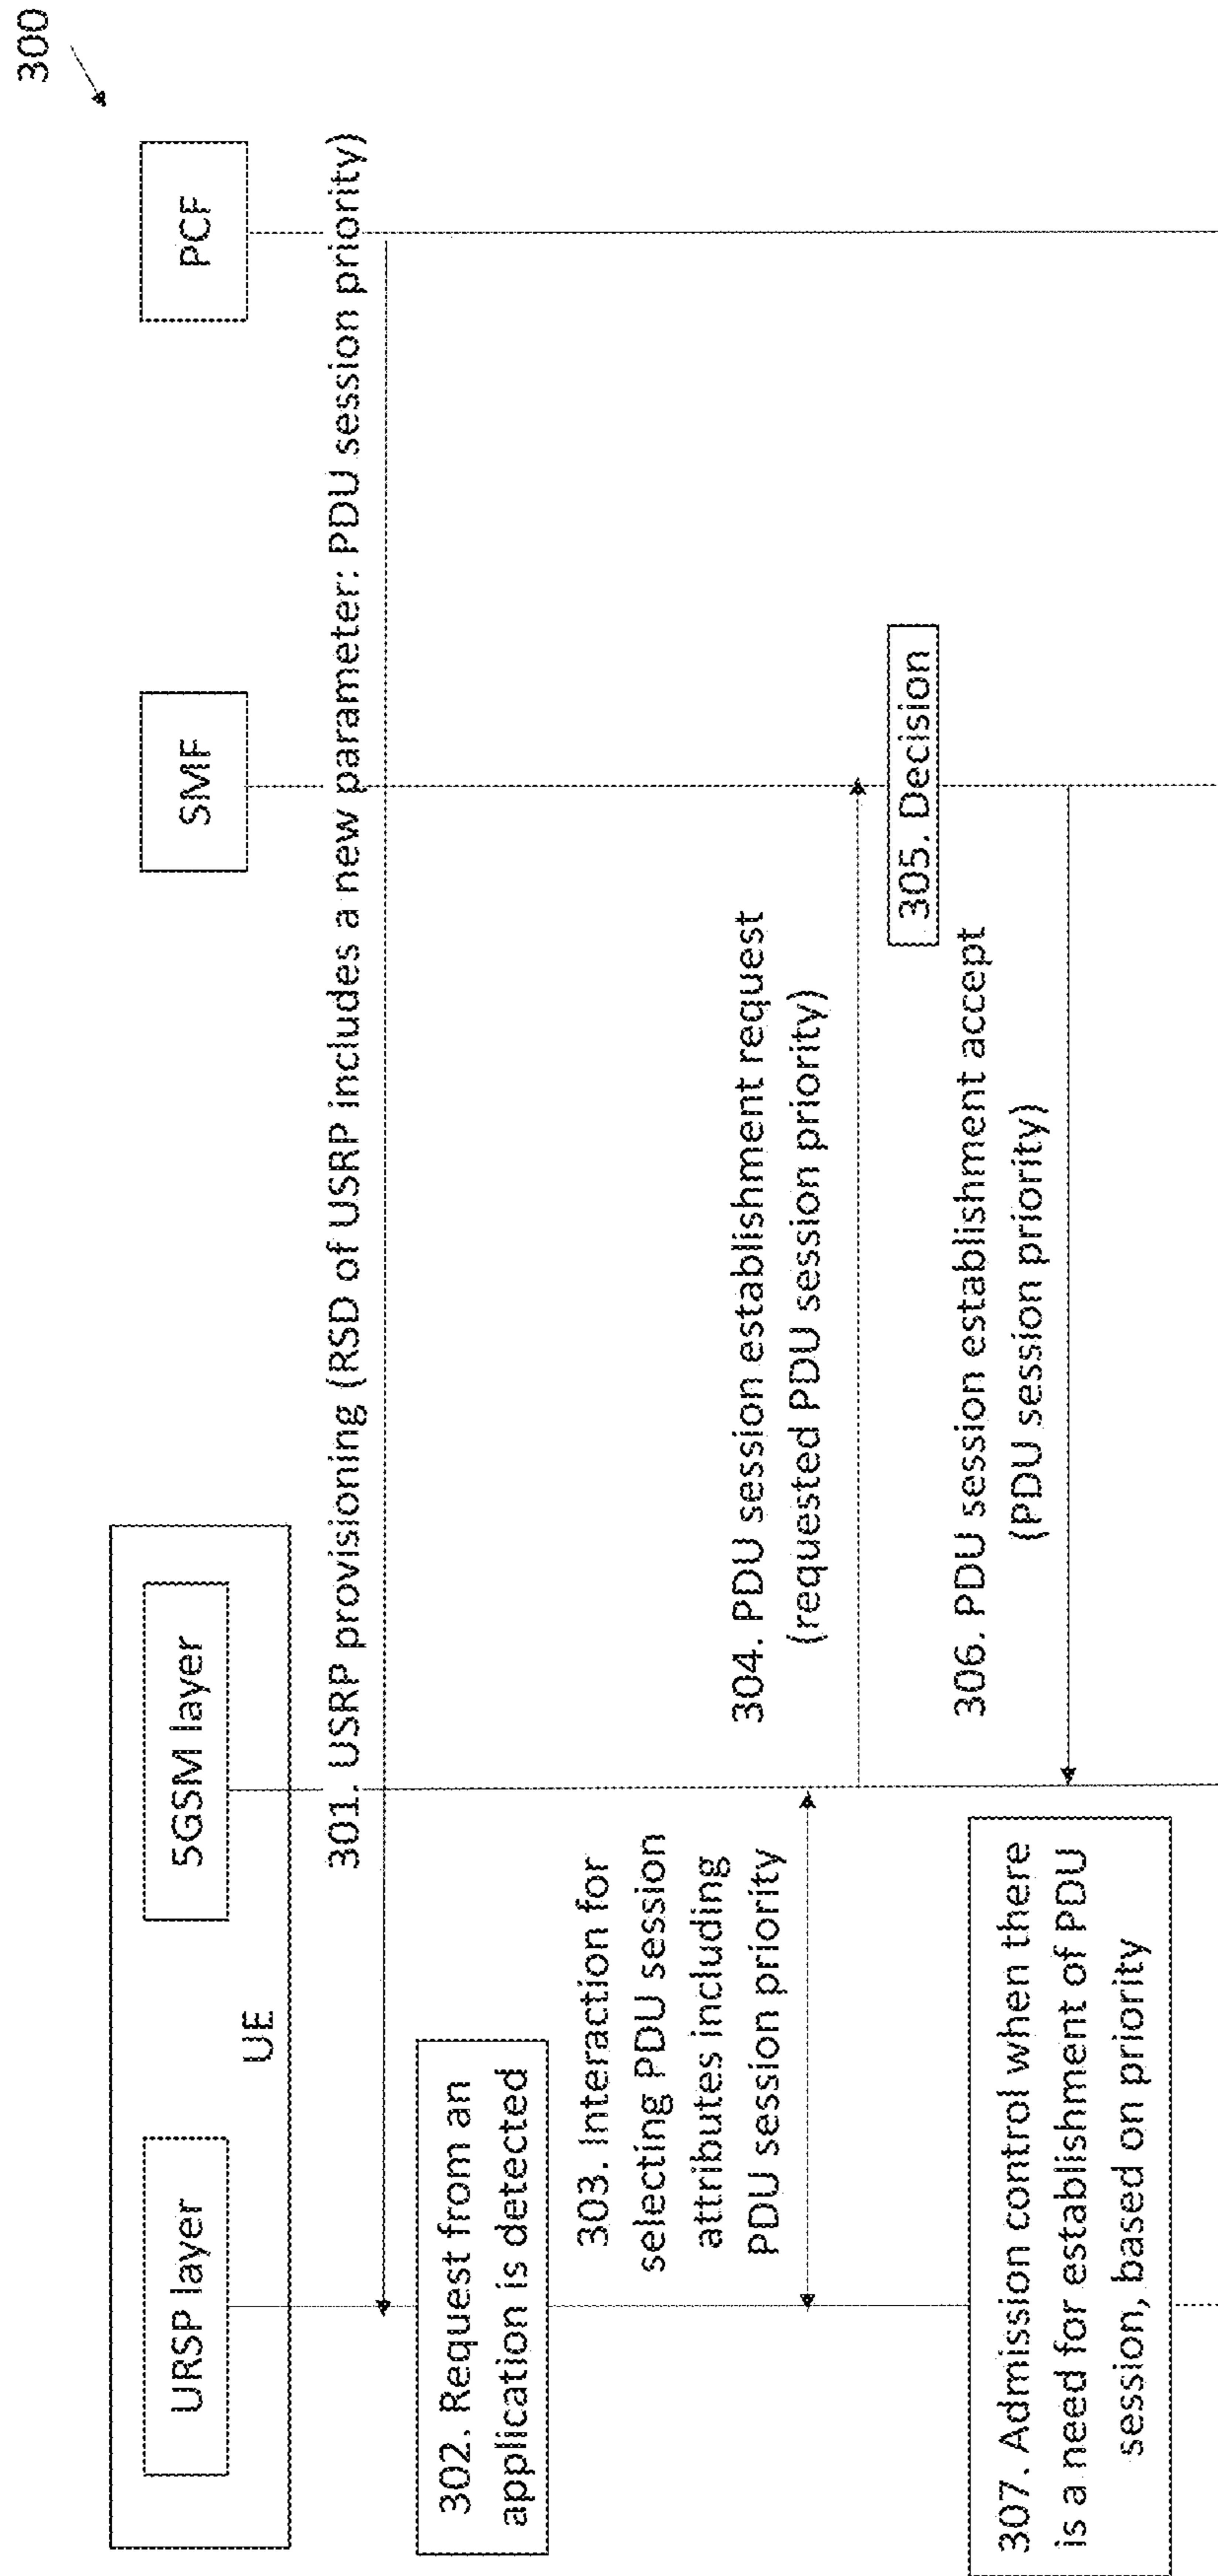 300
URSP layer
5GSM layer
UE
SMF
PCF
301. USRP provisioning (RSD of USRP includes a new parameter: PDU session priority)
302. Request from an
application is detected
303. Interaction for
selecting PDU session
attributes including
PDU session priority
304. PDU session establishment request
(requested PDU session priority)
305. Decision
306. PDU session establishment accept
(PDU session priority)
307. Admission control when there
is a need for establishment of PDU
session, based on priority